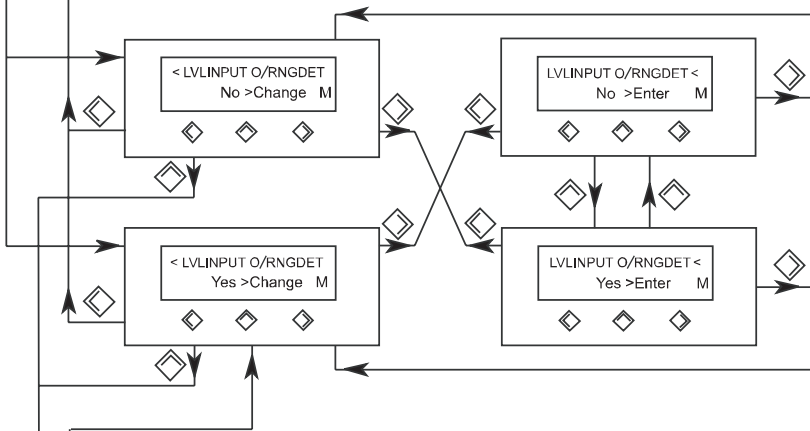 < LVLINPUT O/RNGDET
No >Change M
LVLINPUT O/RNGDET <
No >Enter M
< LVLINPUT O/RNGDET
Yes >Change M
LVLINPUT O/RNGDET <
Yes >Enter M